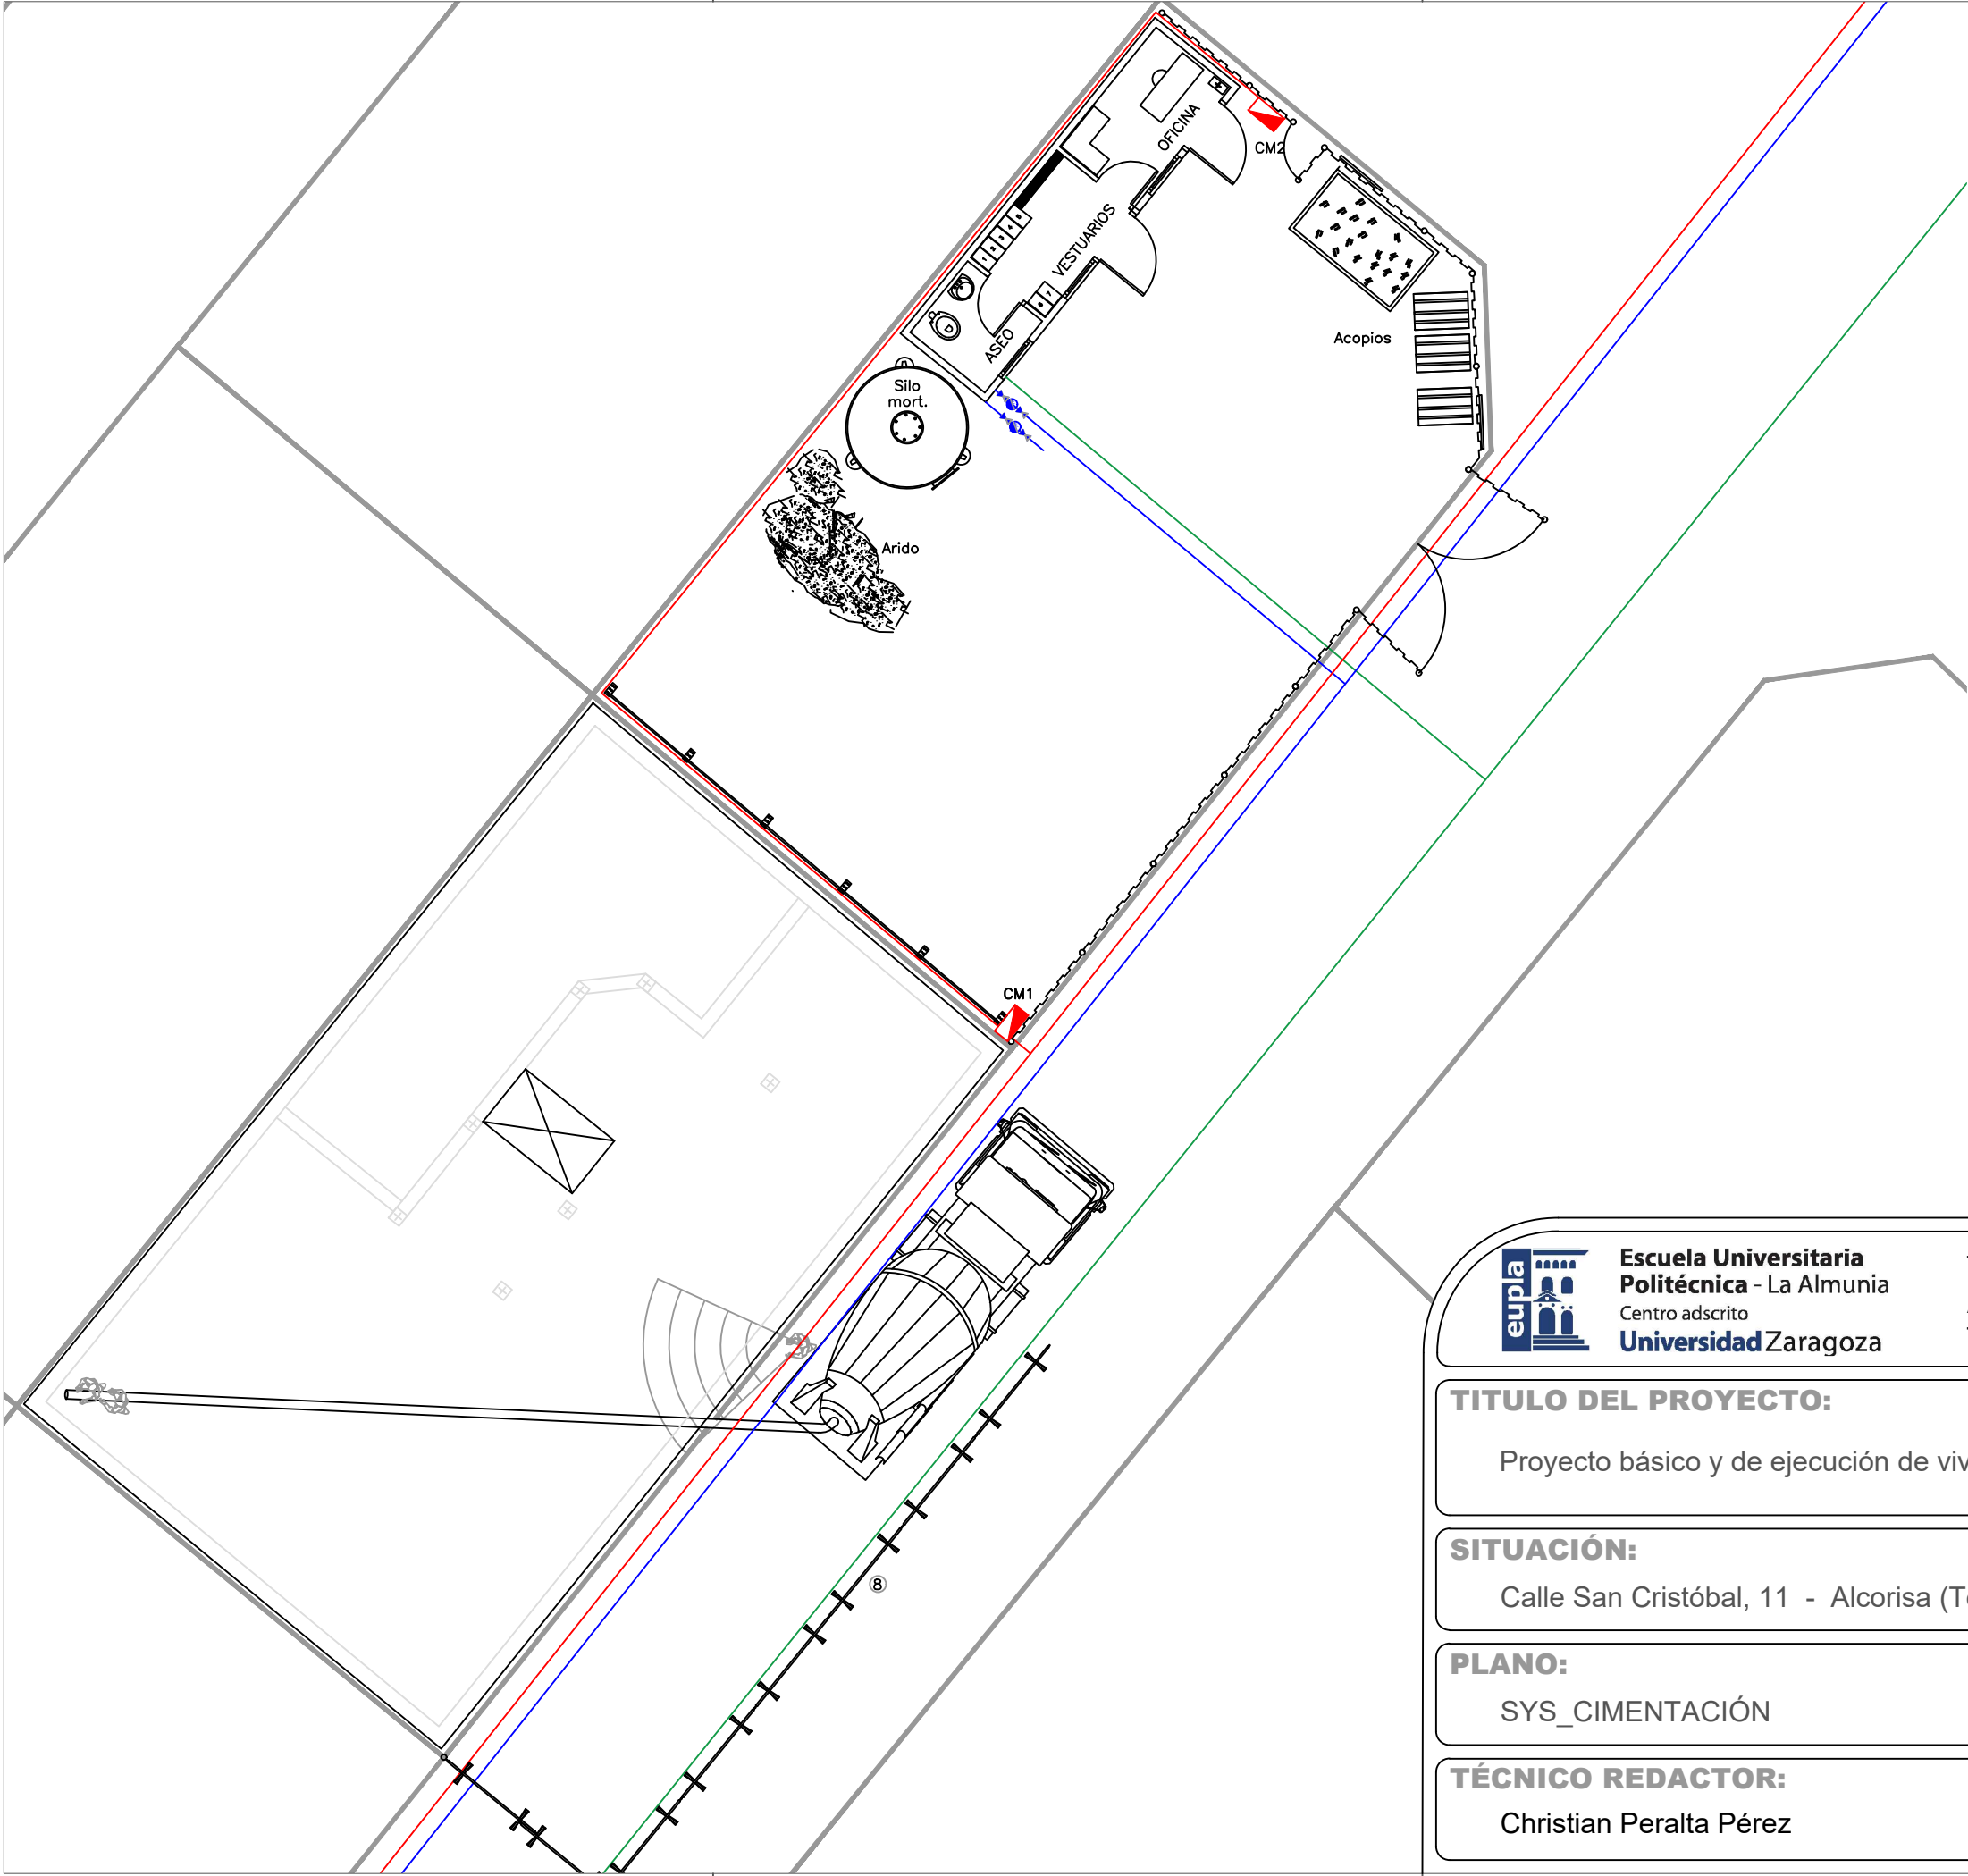 OFICINA
CM2
VESTUARIOS
ASEO
Acopios
Silo
mort.
Arido
CM1
8
eupla
Escuela Universitaria
Politécnica - La Almunia
Centro adscrito
Universidad Zaragoza
TITULO DEL PROYECTO:
Proyecto básico y de ejecución de viv
SITUACIÓN:
Calle San Cristóbal, 11 - Alcorisa (T
PLANO:
SYS_CIMENTACIÓN
TÉCNICO REDACTOR:
Christian Peralta Pérez